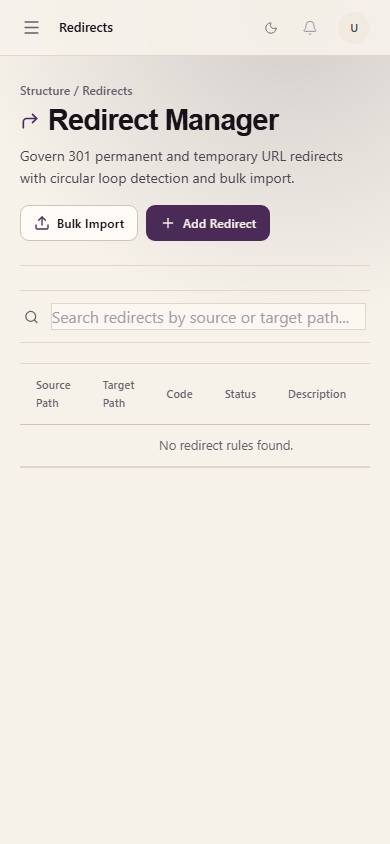 Redirects
U
Structure / Redirects
Redirect Manager
Govern 301 permanent and temporary URL redirects
with circular loop detection and bulk import.
Bulk Import
Add Redirect
Search redirects by source or target path...
Source Path
Target Path
Code
Status
Description
No redirect rules found.